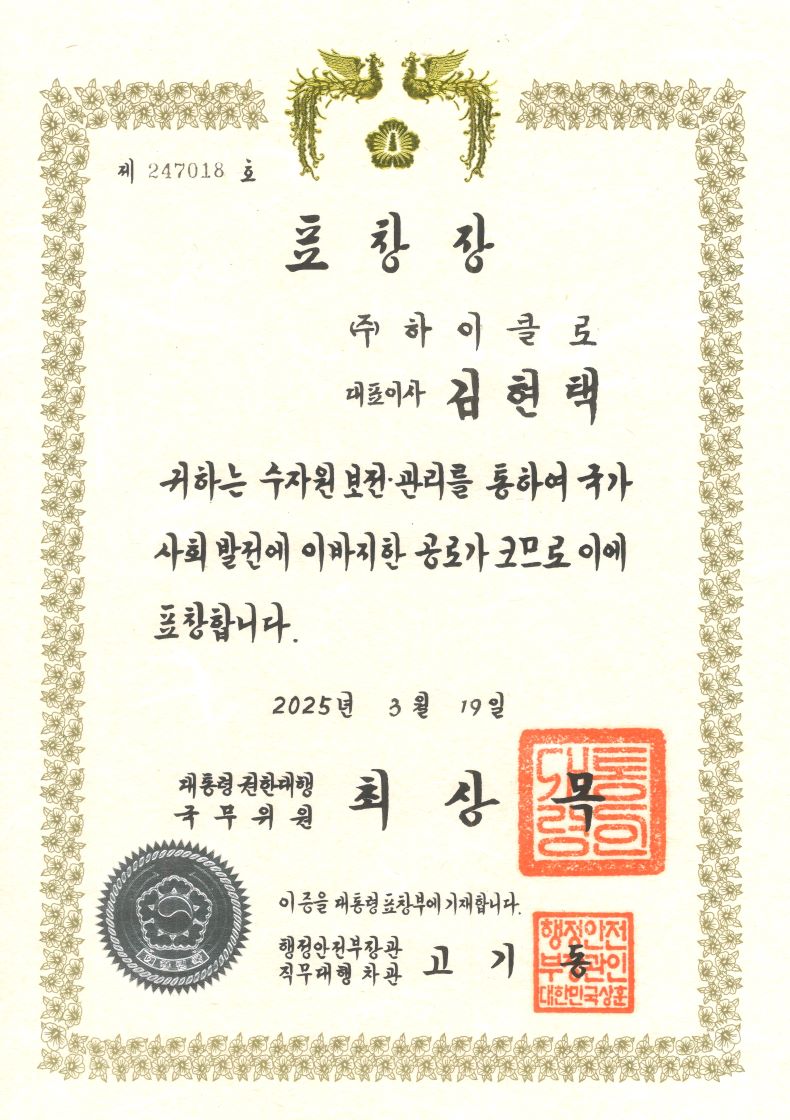 제 247018 호
표창장
(주) 하이클로
대표이사 김현택
귀하는 수자원 보전·관리를 통하여 국가
사회 발전에 이바지한 공로가 크므로 이에
표창합니다.
2025년 3월 19일
대통령 권한대행
국무위원 최상목
대통령의인
이 증을 대통령표창부에 기재합니다.
행정안전부장관
직무대행 차관 고기동
행정안전
부장관인
대한민국상훈
대한민국